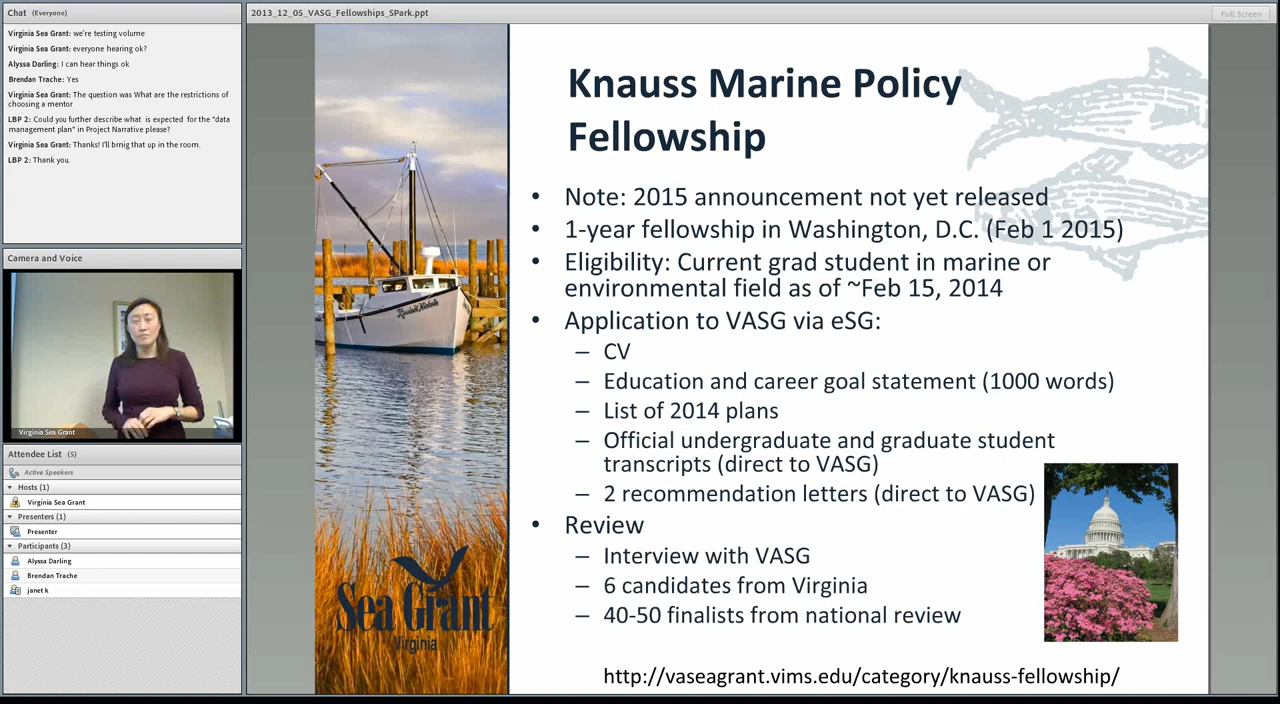 Chat (Everyone)
Virginia Sea Grant: we're testing volume
Virginia Sea Grant: everyone hearing ok?
Alyssa Darling: I can hear things ok
Brendan Trache: Yes
Virginia Sea Grant: The question was What are the restrictions of
choosing a mentor
LBP 2: Could you further describe what is expected for the "data
management plan" in Project Narrative please?
Virginia Sea Grant: Thanks! I'll brnig that up in the room.
LBP 2: Thank you.
Camera and Voice
Virginia Sea Grant
Attendee List (5)
Active Speakers
Hosts (1)
Virginia Sea Grant
Presenters (1)
Presenter
Participants (3)
Alyssa Darling
Brendan Trache
janet k
2013_12_05_VASG_Fellowships_SPark.ppt
Full Screen
Knauss Marine Policy
Fellowship
• Note: 2015 announcement not yet released
• 1-year fellowship in Washington, D.C. (Feb 1 2015)
• Eligibility: Current grad student in marine or
environmental field as of ~Feb 15, 2014
• Application to VASG via eSG:
– CV
– Education and career goal statement (1000 words)
– List of 2014 plans
– Official undergraduate and graduate student
transcripts (direct to VASG)
– 2 recommendation letters (direct to VASG)
• Review
– Interview with VASG
– 6 candidates from Virginia
– 40-50 finalists from national review
http://vaseagrant.vims.edu/category/knauss-fellowship/
Sea Grant
Virginia